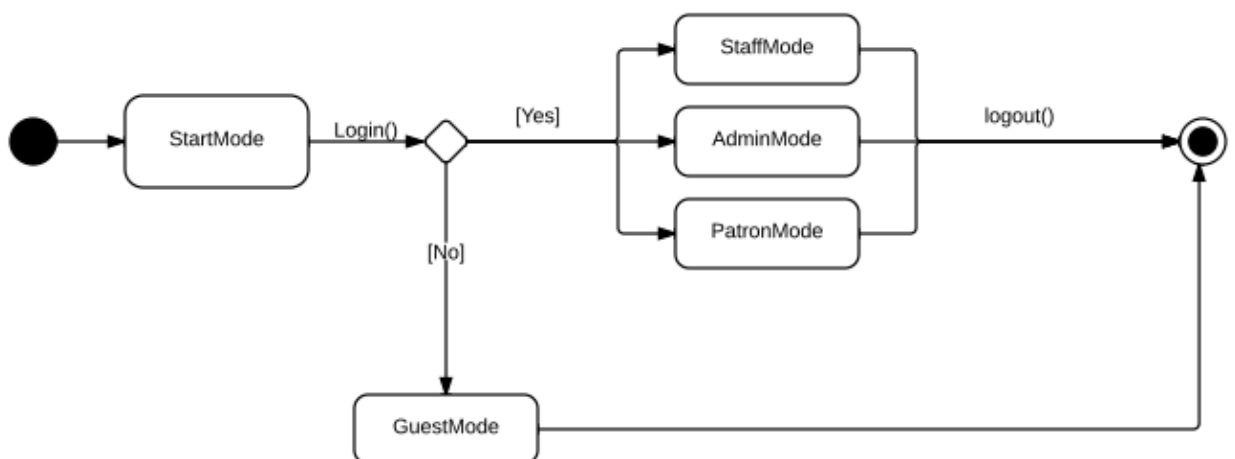 StaffMode
[Yes]
logout()
Login()
StartMode
AdminMode
PatronMode
[No]
GuestMode